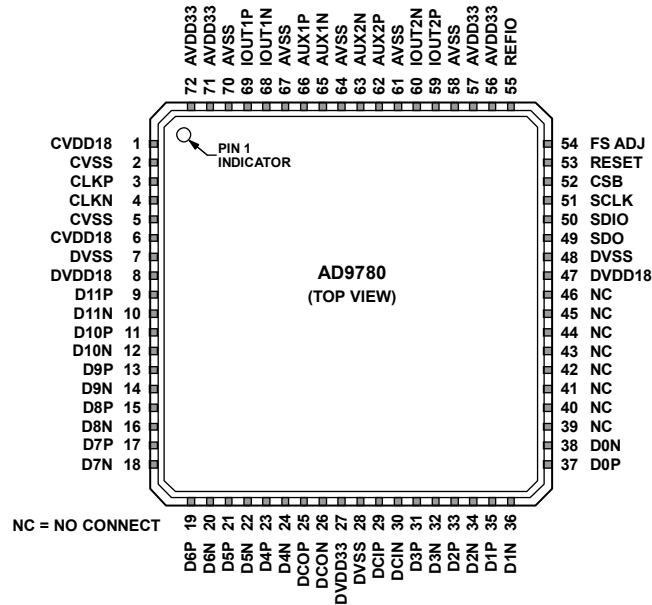 72 AVDD33
71 AVDD33
70 AVSS
69 IOUT1P
68 IOUT1N
67 AVSS
66 AUX1P
65 AUX1N
64 AVSS
63 AUX2N
62 AUX2P
61 AVSS
60 IOUT2N
59 IOUT2P
58 AVSS
57 AVDD33
56 AVDD33
55 REFIO
CVDD18 1
CVSS 2
CLKP 3
CLKN 4
CVSS 5
CVDD18 6
DVSS 7
DVDD18 8
D11P 9
D11N 10
D10P 11
D10N 12
D9P 13
D9N 14
D8P 15
D8N 16
D7P 17
D7N 18
PIN 1
INDICATOR
AD9780
(TOP VIEW)
54 FS ADJ
53 RESET
52 CSB
51 SCLK
50 SDIO
49 SDO
48 DVSS
47 DVDD18
46 NC
45 NC
44 NC
43 NC
42 NC
41 NC
40 NC
39 NC
38 D0N
37 D0P
NC = NO CONNECT
D6P 19
D6N 20
D5P 21
D5N 22
D4P 23
D4N 24
DCOP 25
DCON 26
DVDD33 27
DVSS 28
DCIP 29
DCIN 30
D3P 31
D3N 32
D2P 33
D2N 34
D1P 35
D1N 36